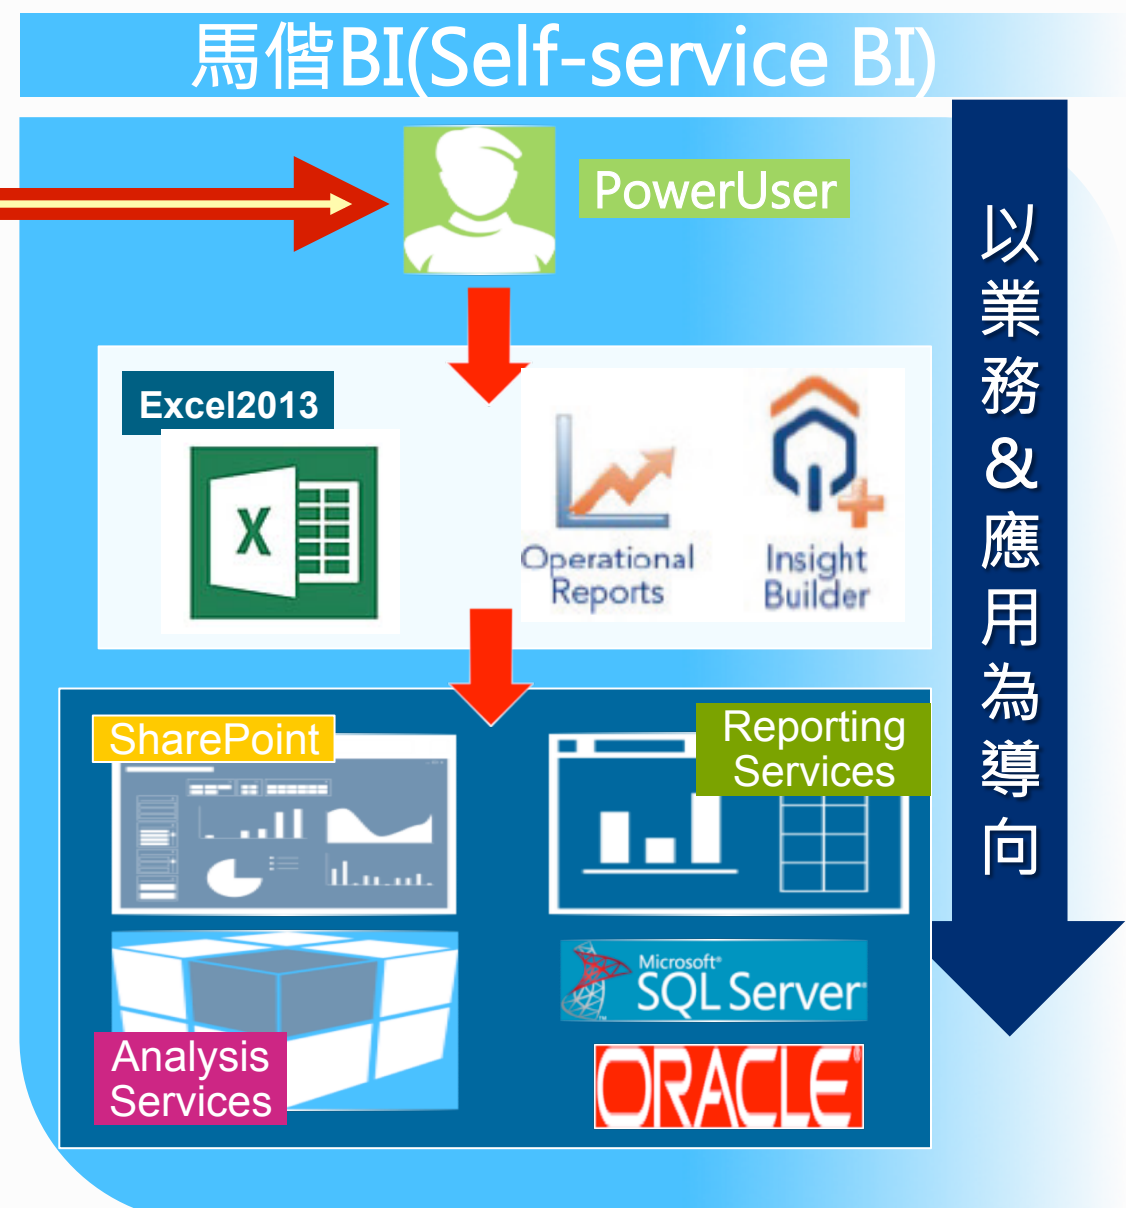 馬偕BI(Self-service BI)
PowerUser
以業務&應用為導向
Excel2013
X
Operational
Reports
Insight
Builder
SharePoint
Reporting
Services
Microsoft®
SQL Server
Analysis
Services
ORACLE®